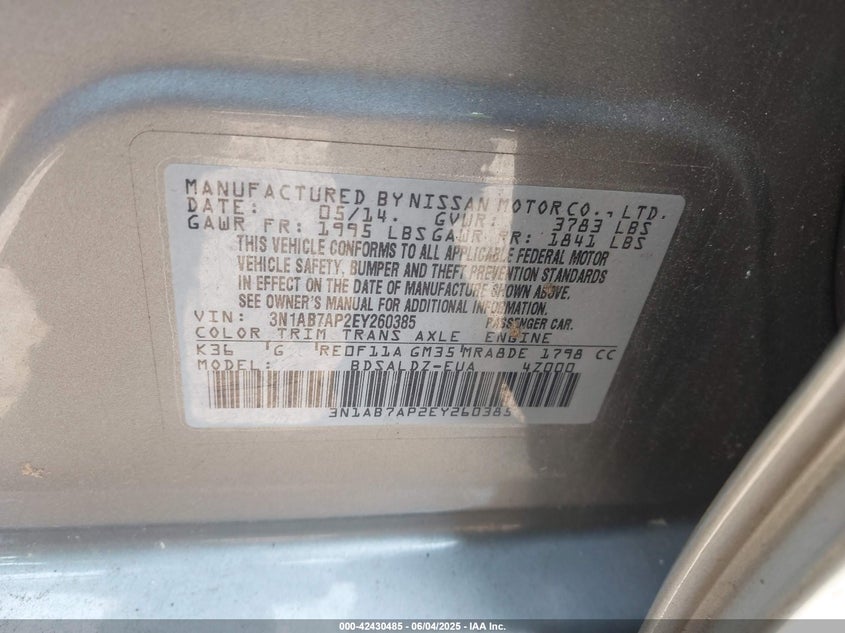 MANUFACTURED BY NISSAN MOTOR CO., LTD.
DATE: 05/14. GVWR: 3783 LBS
GAWR FR: 1995 LBS GAWR RR: 1841 LBS
THIS VEHICLE CONFORMS TO ALL APPLICABLE FEDERAL MOTOR
VEHICLE SAFETY, BUMPER AND THEFT PREVENTION STANDARDS
IN EFFECT ON THE DATE OF MANUFACTURE SHOWN ABOVE.
SEE OWNER'S MANUAL FOR ADDITIONAL INFORMATION.
VIN: 3N1AB7AP2EY260385 PASSENGER CAR.
COLOR TRIM TRANS AXLE ENGINE
K36 G RE0F11A GM35 MRA8DE 1798 CC
MODEL: BDSALDZ-EUA 4Z000
3N1AB7AP2EY260385
000-42430485 - 06/04/2025 - IAA Inc.